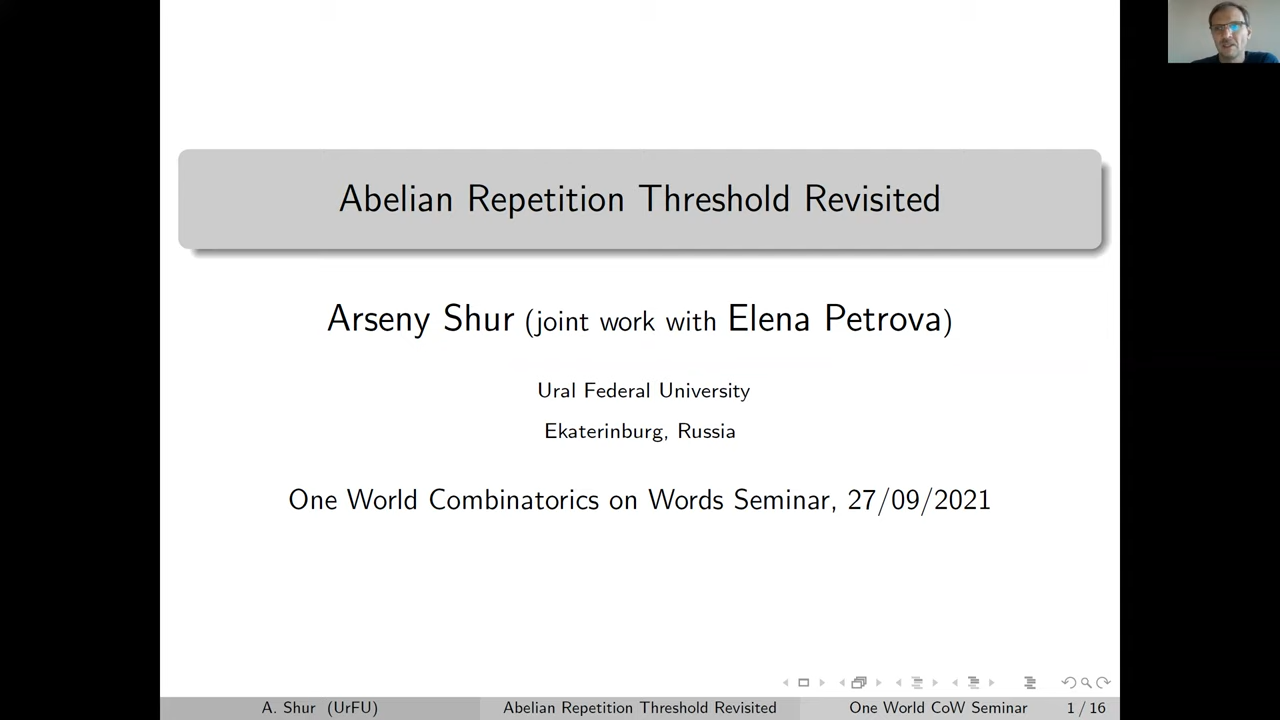 Abelian Repetition Threshold Revisited
Arseny Shur (joint work with Elena Petrova)
Ural Federal University
Ekaterinburg, Russia
One World Combinatorics on Words Seminar, 27/09/2021
A. Shur (UrFU) Abelian Repetition Threshold Revisited One World CoW Seminar 1 / 16